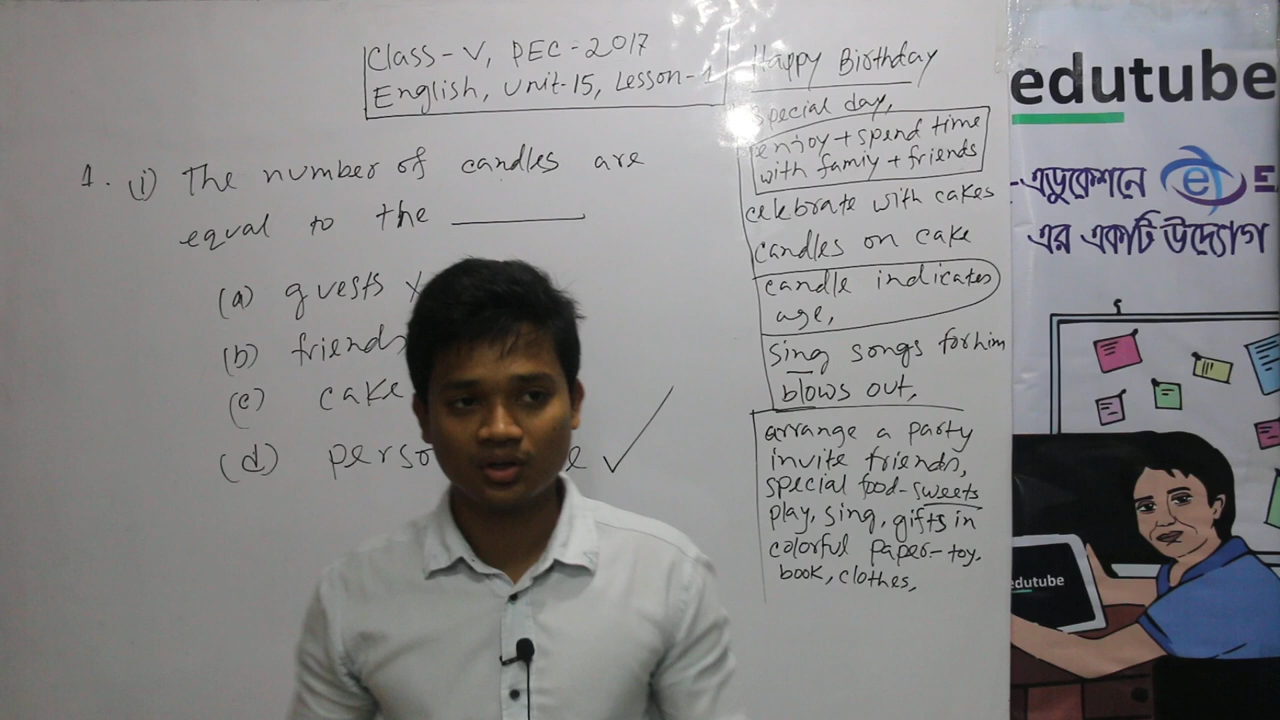 Class-V, PEC-2017
English, Unit-15, Lesson-1
1. (i) The number of candles are
equal to the ________
(a) guests x
(b) friends
(c) cake
(d)
Happy Birthday
special day,
enjoy + spend time
with famiy + friends
celebrate with cakes
candles on cake
candle indicates
age,
sing songs for him
blows out,
arrange a party
invite friends,
special food-sweets
play, sing, gifts in
colorful paper-toy.
book, clothes,
edutube
-এডুকেশনে
এর একটি উদ্যোগ
edutube